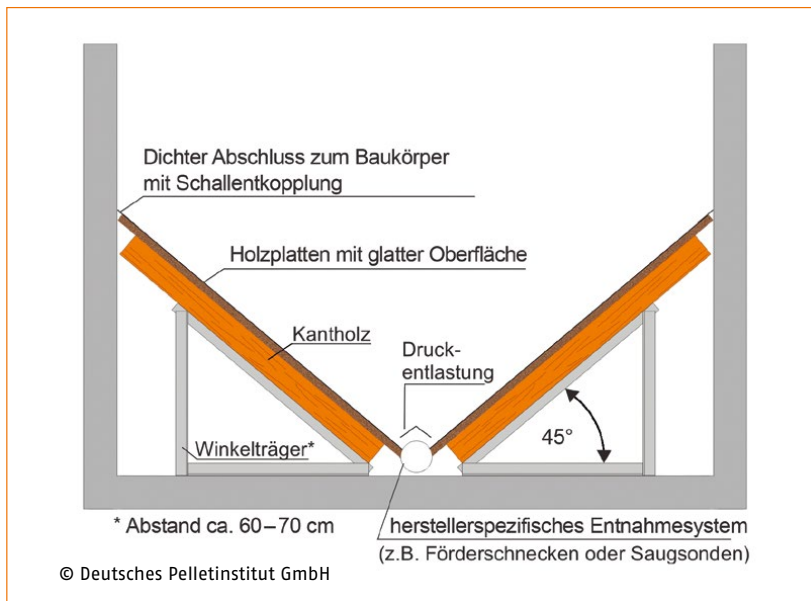 Dichter Abschluss zum Baukörper
mit Schallentkopplung
Holzplatten mit glatter Oberfläche
Kantholz
Druck-
entlastung
Winkelträger*
45°
* Abstand ca. 60–70 cm
herstellerspezifisches Entnahmesystem
(z.B. Förderschnecken oder Saugsonden)
© Deutsches Pelletinstitut GmbH